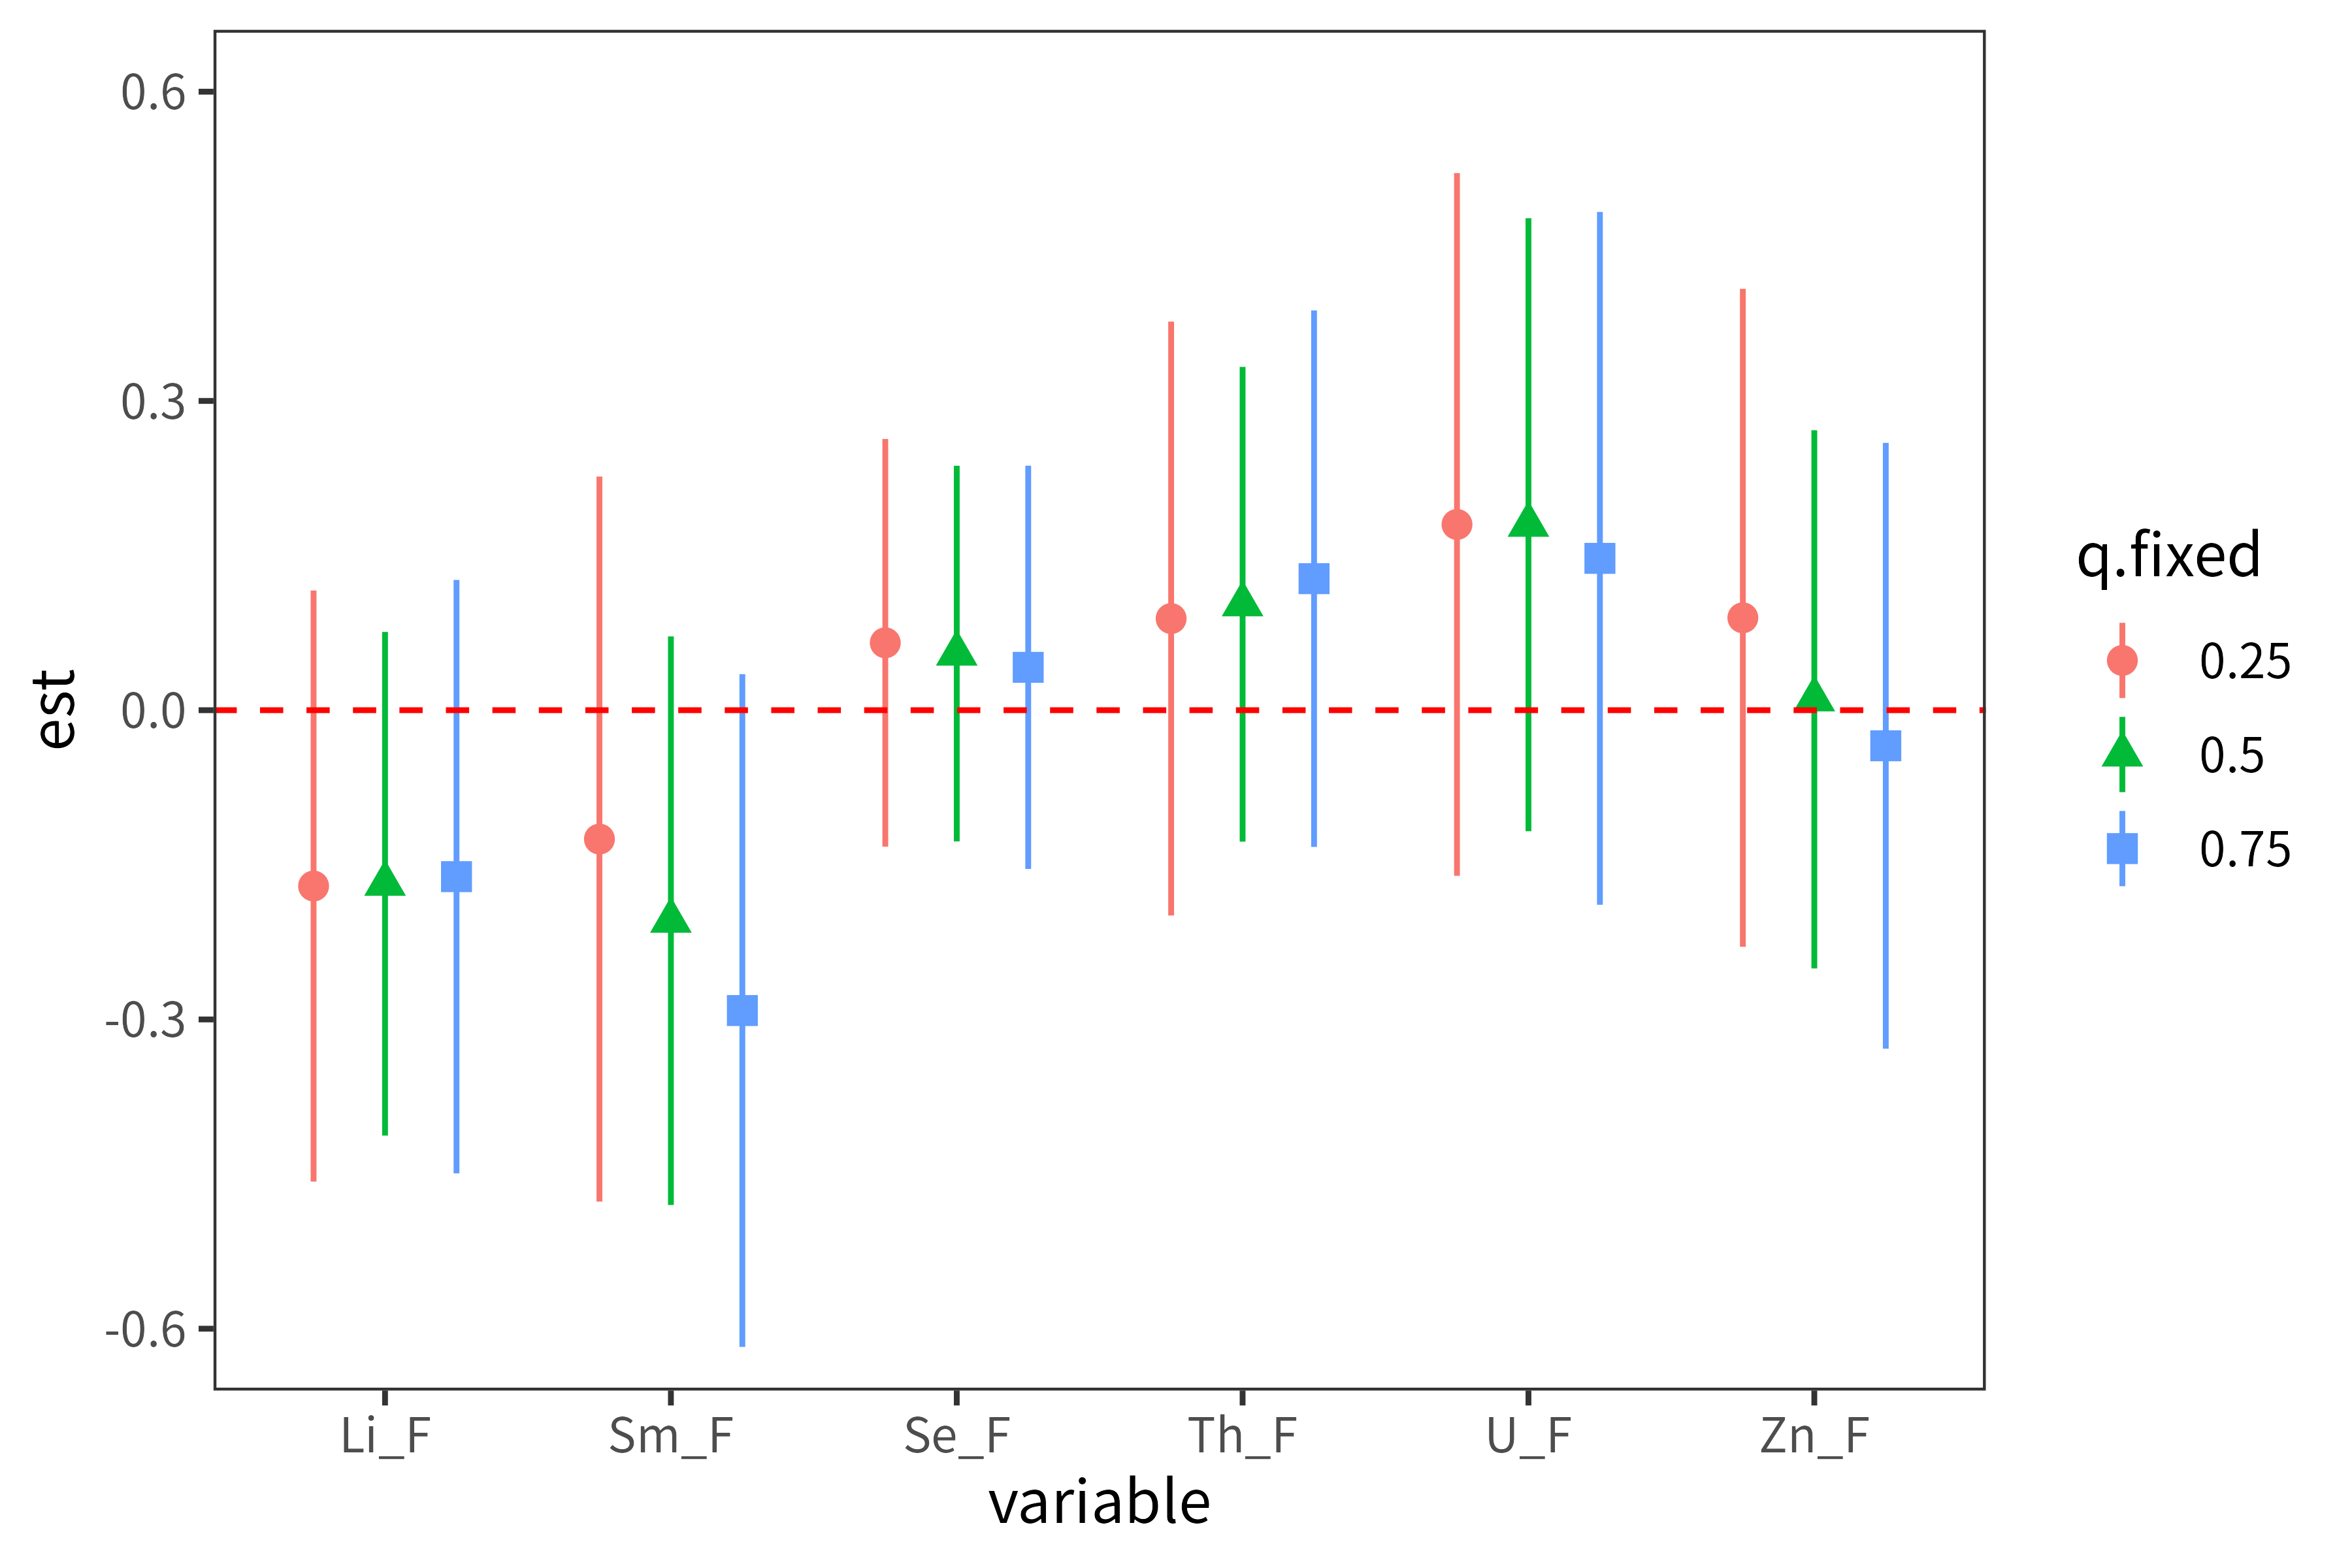 0.6
0.3
0.0
-0.3
-0.6
est
Li_F Sm_F Se_F Th_F U_F Zn_F
variable
q.fixed
0.25
0.5
0.75